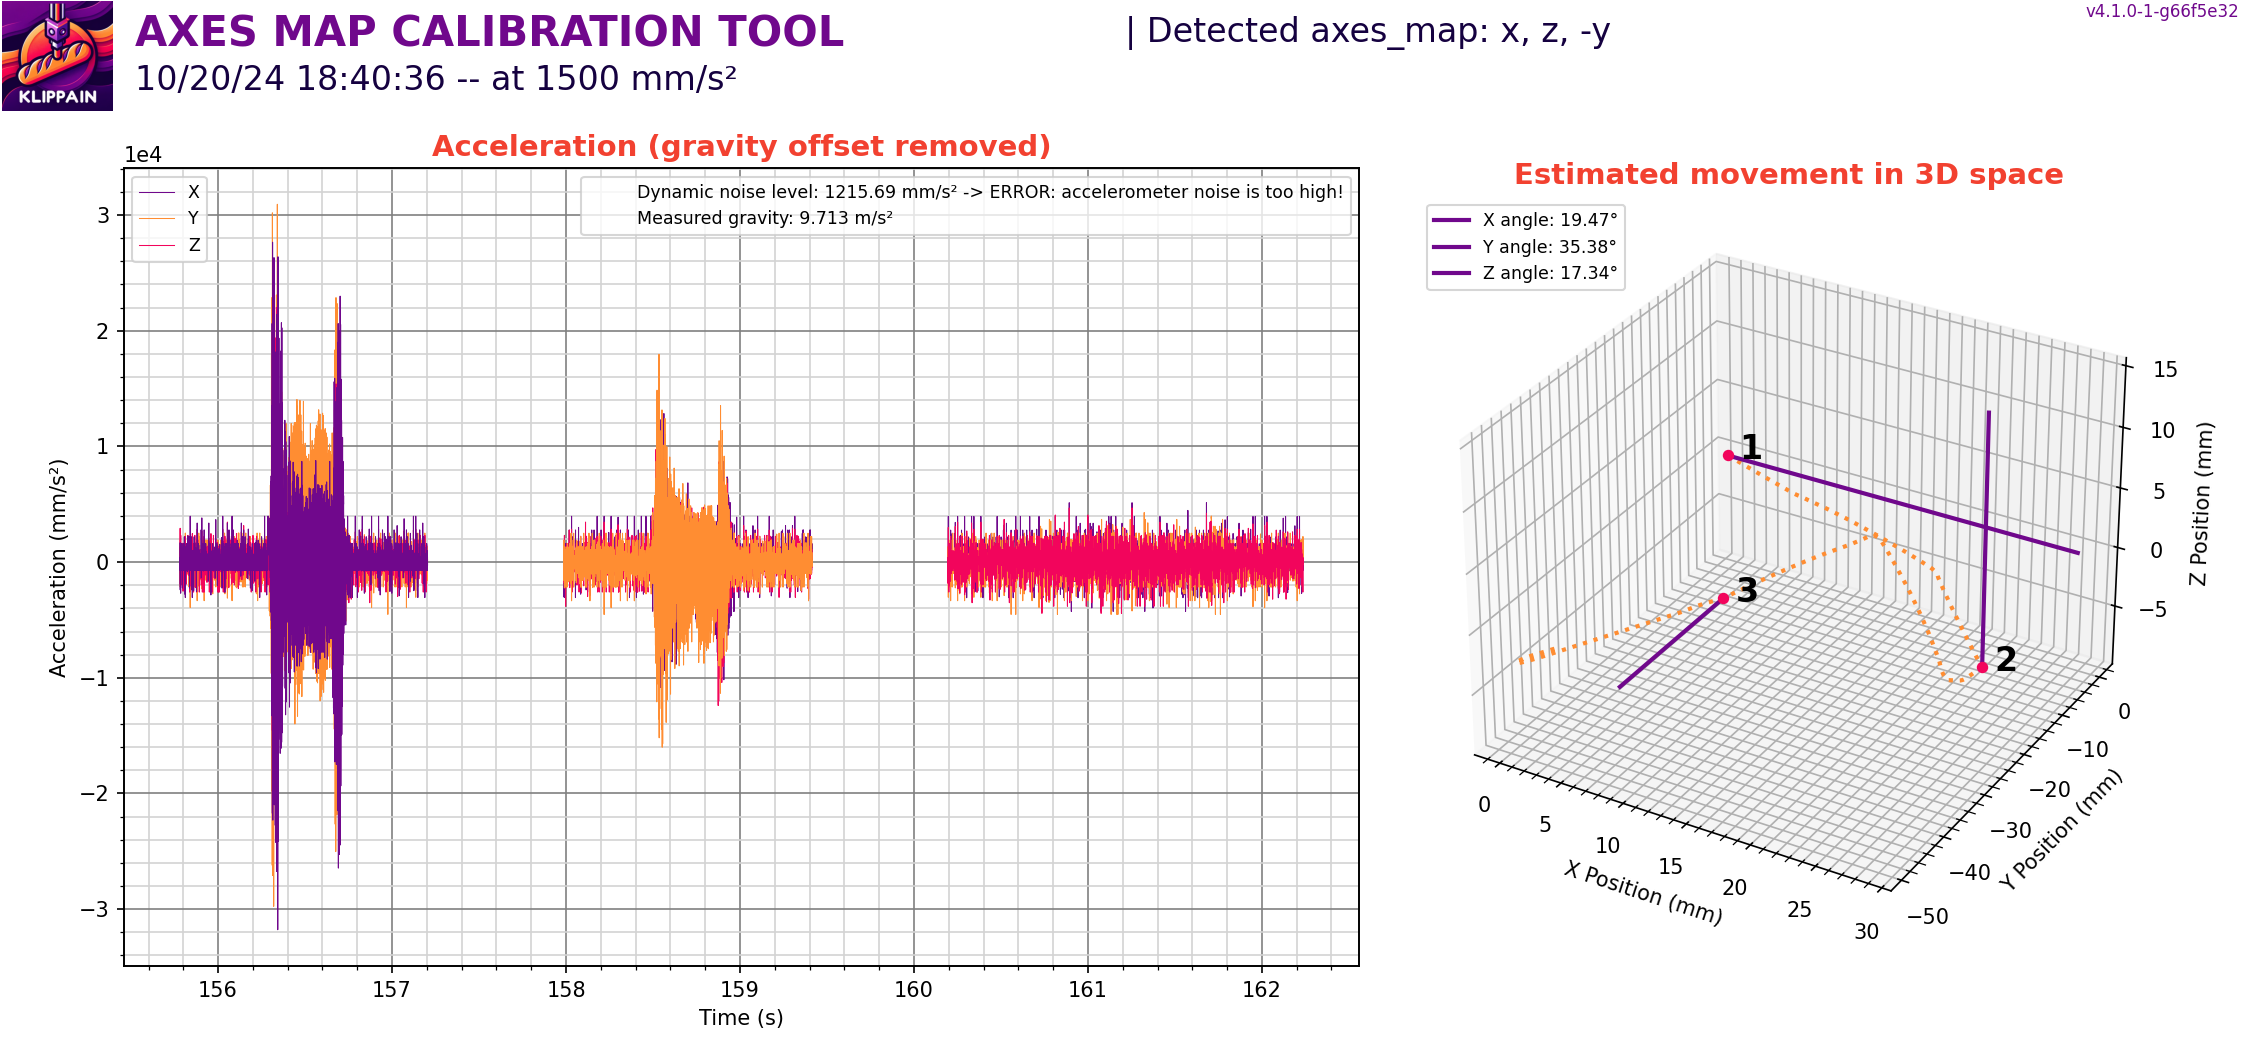 KLIPPAIN
AXES MAP CALIBRATION TOOL
10/20/24 18:40:36 -- at 1500 mm/s²
| Detected axes_map: x, z, -y
v4.1.0-1-g66f5e32
Acceleration (gravity offset removed)
1e4
X
Y
Z
Dynamic noise level: 1215.69 mm/s² -> ERROR: accelerometer noise is too high!
Measured gravity: 9.713 m/s²
Acceleration (mm/s²)
3
2
1
0
−1
−2
−3
156 157 158 159 160 161 162
Time (s)
Estimated movement in 3D space
X angle: 19.47°
Y angle: 35.38°
Z angle: 17.34°
1
2
3
15
10
5
0
−5
Z Position (mm)
0
−10
−20
−30
−40
−50
Y Position (mm)
0
5
10
15
20
25
30
X Position (mm)